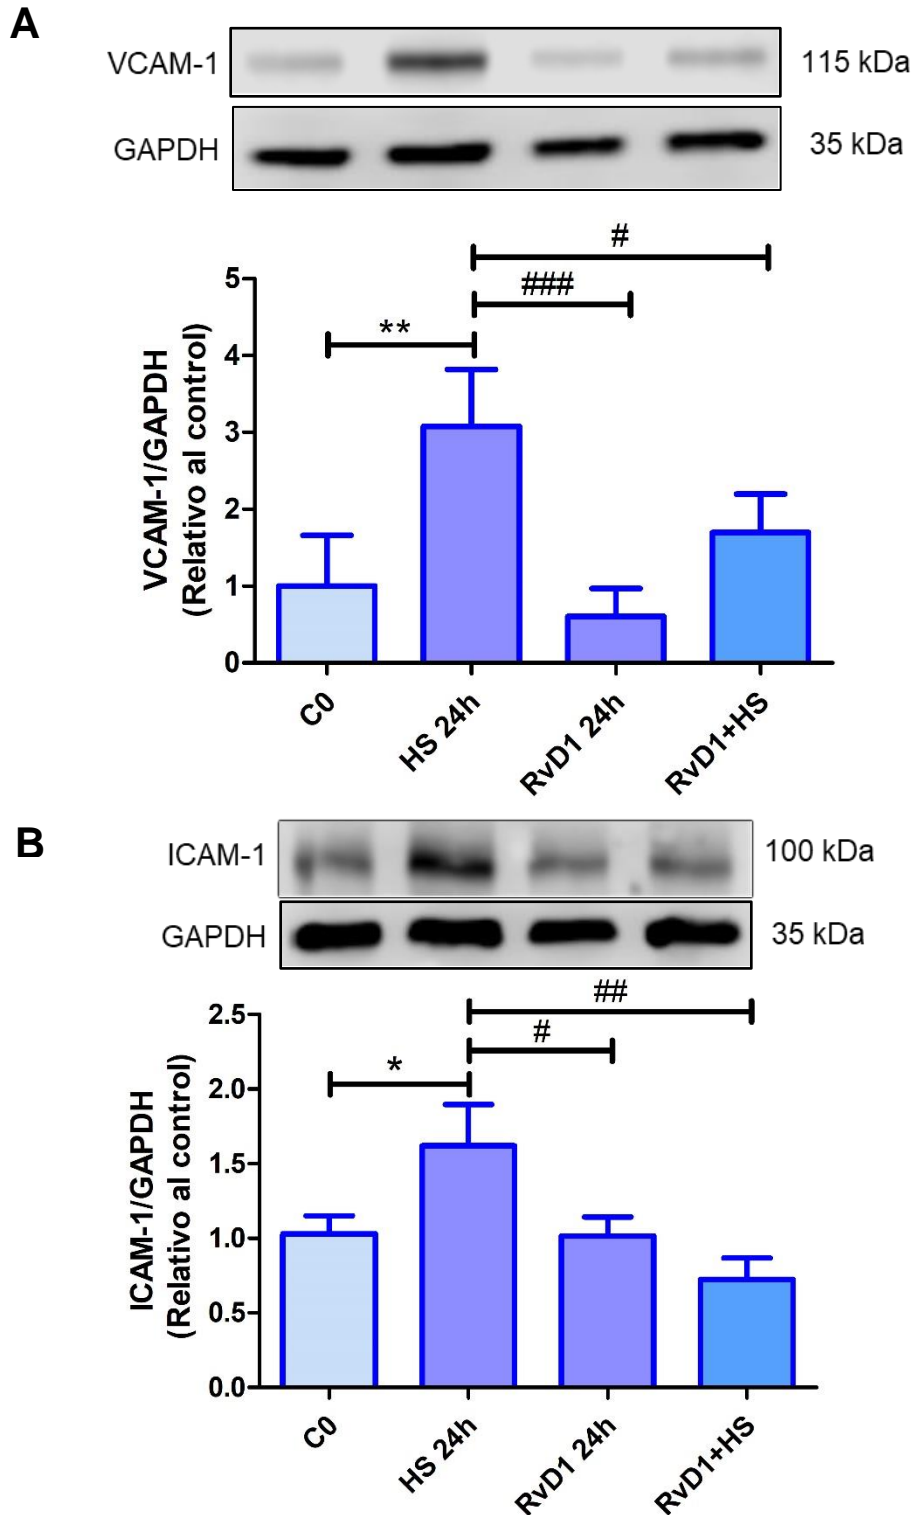 A
VCAM-1
115 kDa
GAPDH
35 kDa
#
###
**
VCAM-1/GAPDH
(Relativo al control)
5
4
3
2
1
0
C0
HS 24h
RvD1 24h
RvD1+HS
B
ICAM-1
100 kDa
GAPDH
35 kDa
##
#
*
ICAM-1/GAPDH
(Relativo al control)
2.5
2.0
1.5
1.0
0.5
0.0
C0
HS 24h
RvD1 24h
RvD1+HS